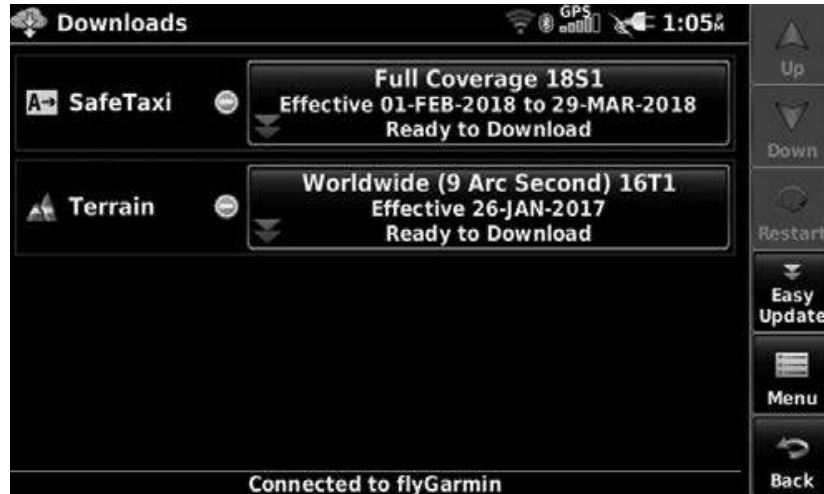 Downloads
GPS
1:05
SafeTaxi
Full Coverage 18S1
Effective 01-FEB-2018 to 29-MAR-2018
Ready to Download
Terrain
Worldwide (9 Arc Second) 16T1
Effective 26-JAN-2017
Ready to Download
Up
Down
Restart
Easy
Update
Menu
Back
Connected to flyGarmin